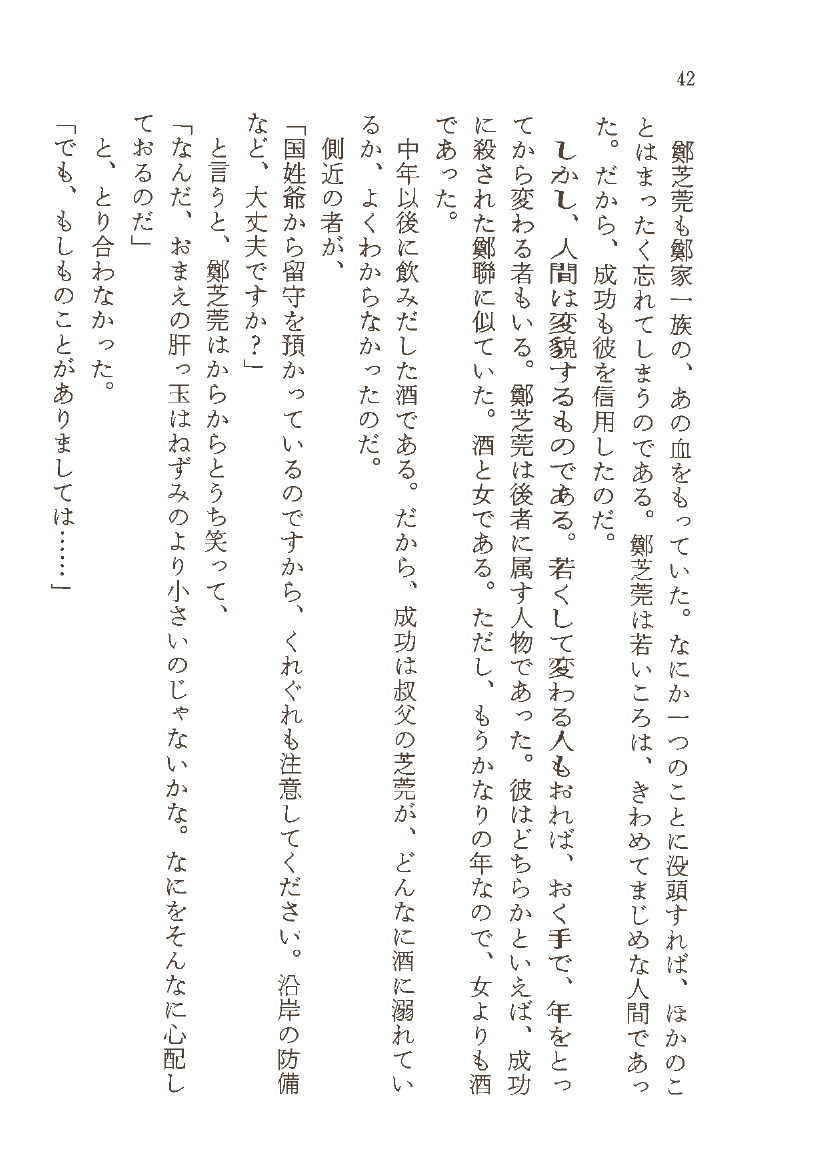 42
鄭芝莞も鄭家一族の、あの血をもっていた。なにか一つのことに没頭すれば、ほかのこ
とはまったく忘れてしまうのである。鄭芝莞は若いころは、きわめてまじめな人間であっ
た。だから、成功も彼を信用したのだ。
しかし、人間は変貌するものである。若くして変わる人もおれば、おく手で、年をとっ
てから変わる者もいる。鄭芝莞は後者に属す人物であった。彼はどちらかといえば、成功
に殺された鄭聯に似ていた。酒と女である。ただし、もうかなりの年なので、女よりも酒
であった。
中年以後に飲みだした酒である。だから、成功は叔父の芝莞が、どんなに酒に溺れてい
るか、よくわからなかったのだ。
側近の者が、
「国姓爺から留守を預かっているのですから、くれぐれも注意してください。沿岸の防備
など、大丈夫ですか?」
と言うと、鄭芝莞はからからとうち笑って、
「なんだ、おまえの肝っ玉はねずみのより小さいのじゃないかな。なにをそんなに心配し
ておるのだ」
と、とり合わなかった。
「でも、もしものことがありましては……」